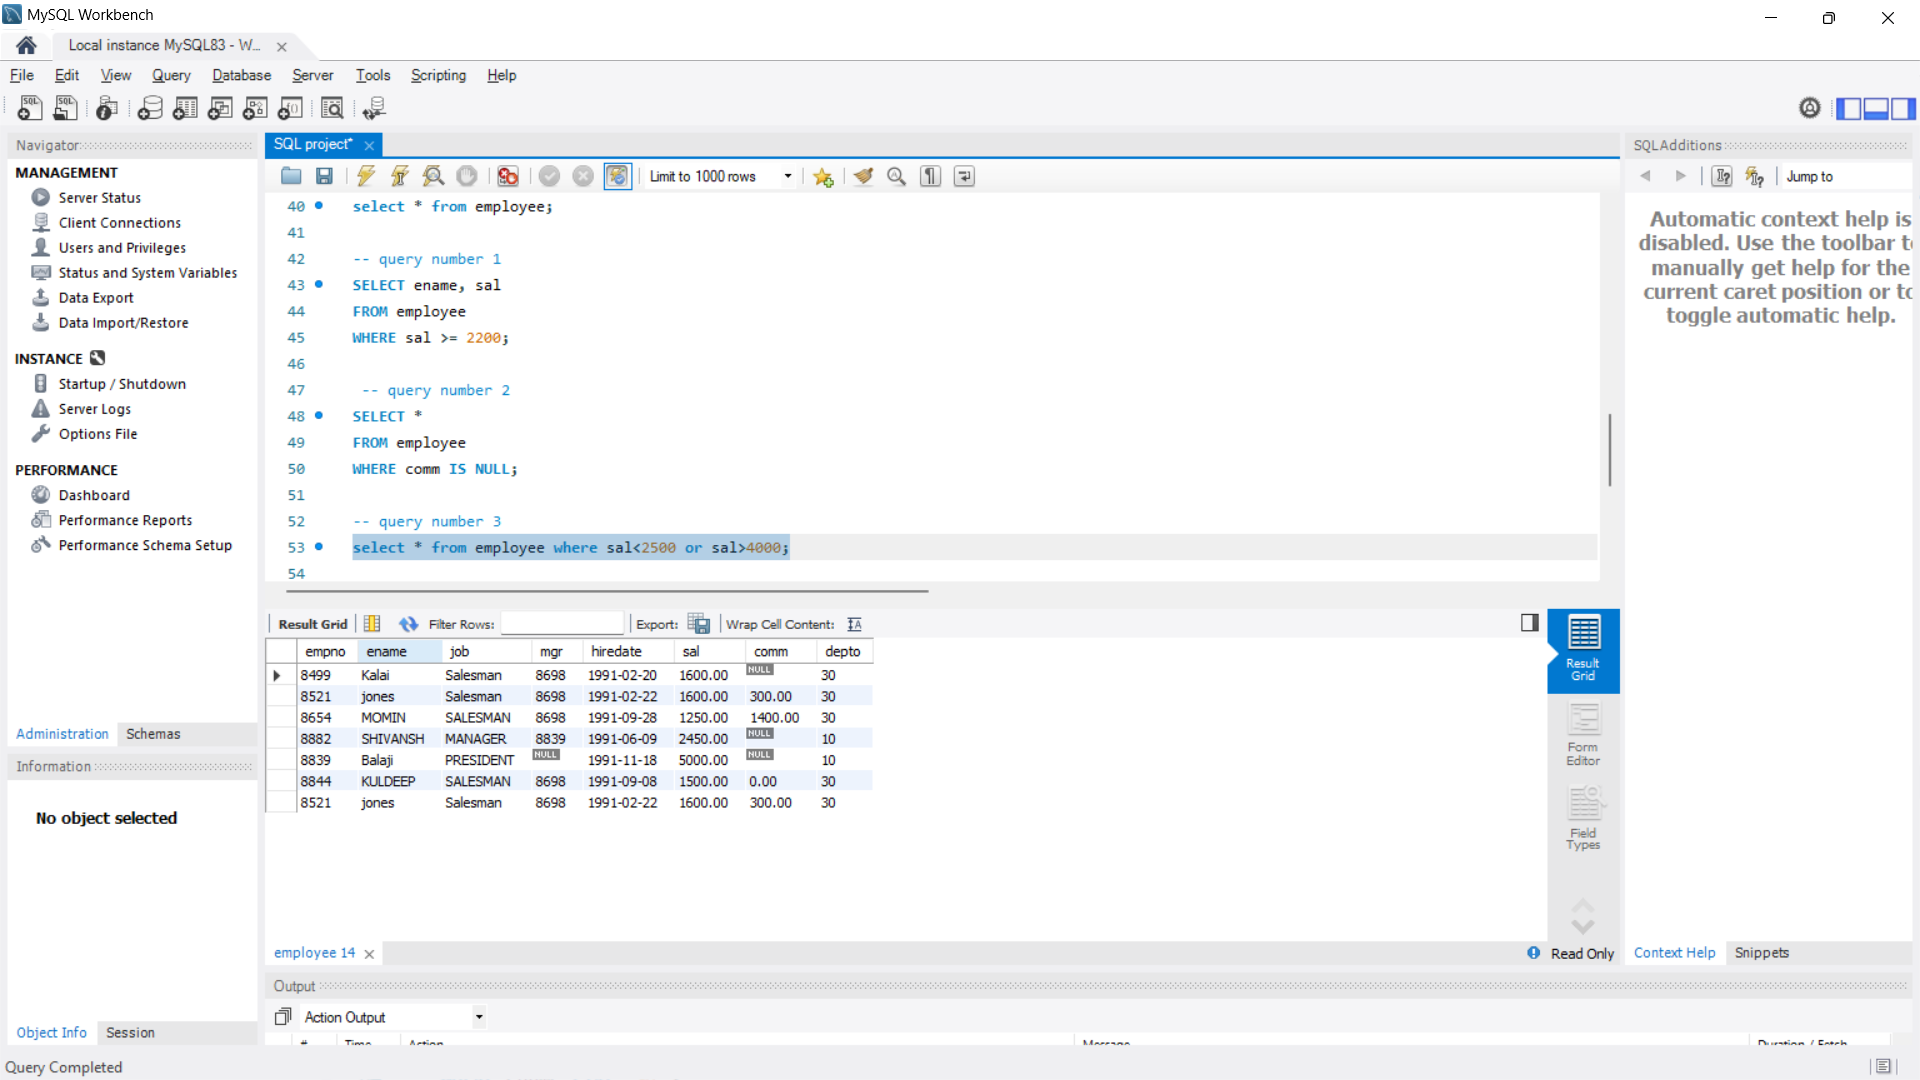 MySQL Workbench
Local instance MySQL83 - W...
File Edit View Query Database Server Tools Scripting Help
Navigator
MANAGEMENT
Server Status
Client Connections
Users and Privileges
Status and System Variables
Data Export
Data Import/Restore
INSTANCE
Startup / Shutdown
Server Logs
Options File
PERFORMANCE
Dashboard
Performance Reports
Performance Schema Setup
Administration Schemas
Information
No object selected
Object Info Session
SQL project*
Limit to 1000 rows
40 select * from employee;
41
42 -- query number 1
43 SELECT ename, sal
44 FROM employee
45 WHERE sal >= 2200;
46
47 -- query number 2
48 SELECT *
49 FROM employee
50 WHERE comm IS NULL;
51
52 -- query number 3
53 select * from employee where sal<2500 or sal>4000;
54
Result Grid Filter Rows: Export: Wrap Cell Content:
empno ename job mgr hiredate sal comm depto
8499 Kalai Salesman 8698 1991-02-20 1600.00 NULL 30
8521 jones Salesman 8698 1991-02-22 1600.00 300.00 30
8654 MOMIN SALESMAN 8698 1991-09-28 1250.00 1400.00 30
8882 SHIVANSH MANAGER 8839 1991-06-09 2450.00 NULL 10
8839 Balaji PRESIDENT NULL 1991-11-18 5000.00 NULL 10
8844 KULDEEP SALESMAN 8698 1991-09-08 1500.00 0.00 30
8521 jones Salesman 8698 1991-02-22 1600.00 300.00 30
Result
Grid
Form
Editor
Field
Types
employee 14
Read Only
Output
Action Output
# Time Action Message Duration / Fetch
SQLAdditions
Jump to
Automatic context help is
disabled. Use the toolbar t
manually get help for the
current caret position or to
toggle automatic help.
Context Help Snippets
Query Completed